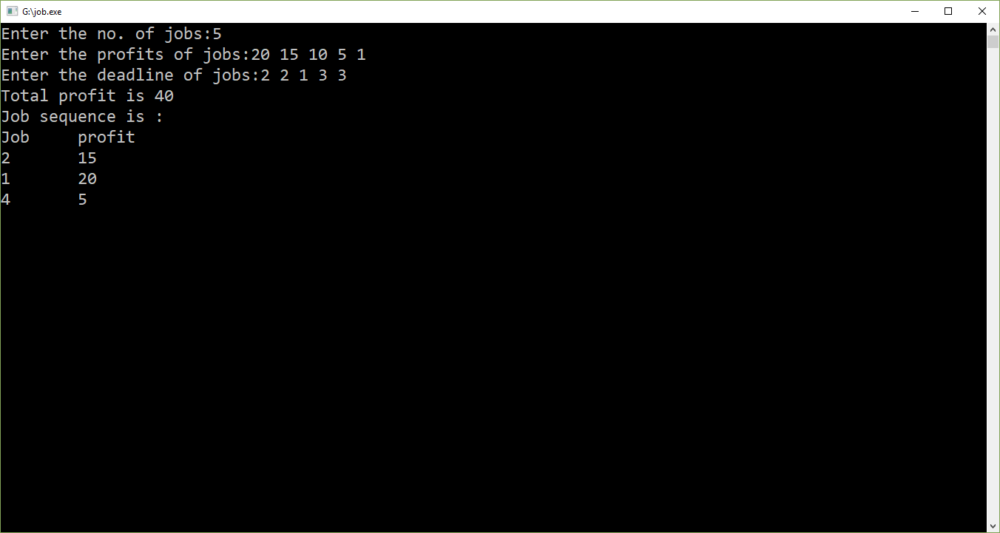 G:\job.exe
Enter the no. of jobs:5
Enter the profits of jobs:20 15 10 5 1
Enter the deadline of jobs:2 2 1 3 3
Total profit is 40
Job sequence is :
Job     profit
2       15
1       20
4       5